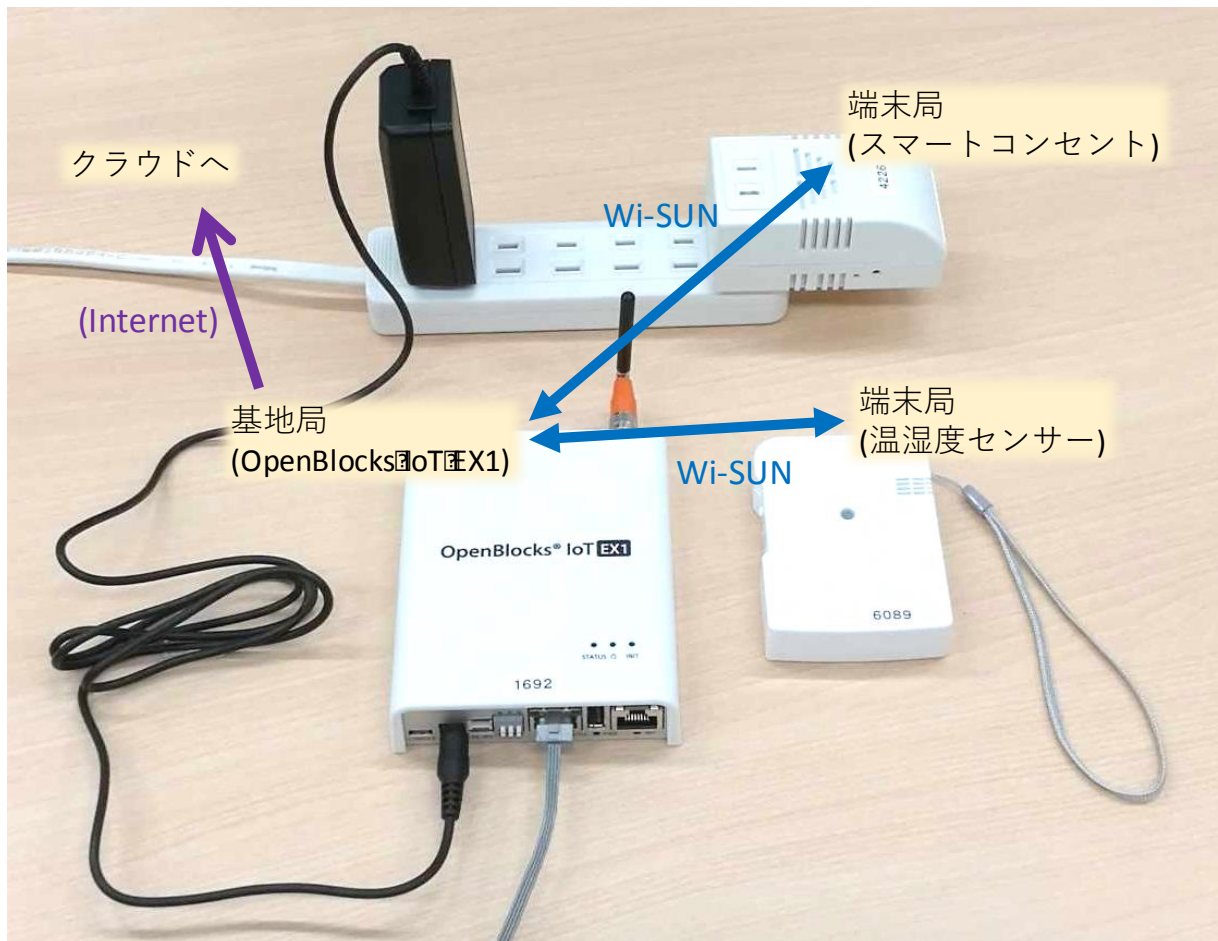 クラウドへ
(Internet)
端末局
(スマートコンセント)
4226
Wi-SUN
基地局
(OpenBlocks IoT EX1)
端末局
(温湿度センサー)
Wi-SUN
OpenBlocks® IoT EX1
STATUS INIT
1692
6089